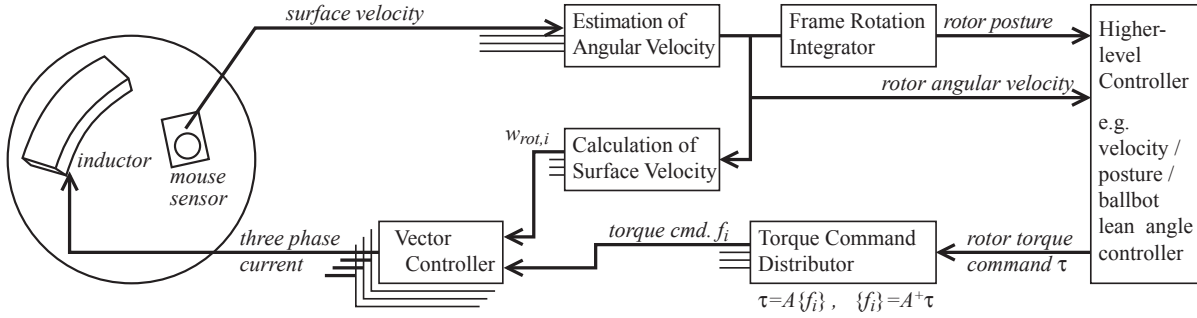 surface velocity
Estimation of
Angular Velocity
Frame Rotation
Integrator
rotor posture
Higher-
level
Controller
e.g.
velocity /
posture /
ballbot
lean angle
controller
rotor angular velocity
inductor
mouse
sensor
w_rot,i
Calculation of
Surface Velocity
three phase
current
Vector
Controller
torque cmd. f_i
Torque Command
Distributor
rotor torque
command τ
τ=A{f_i} , {f_i}=A⁺τ